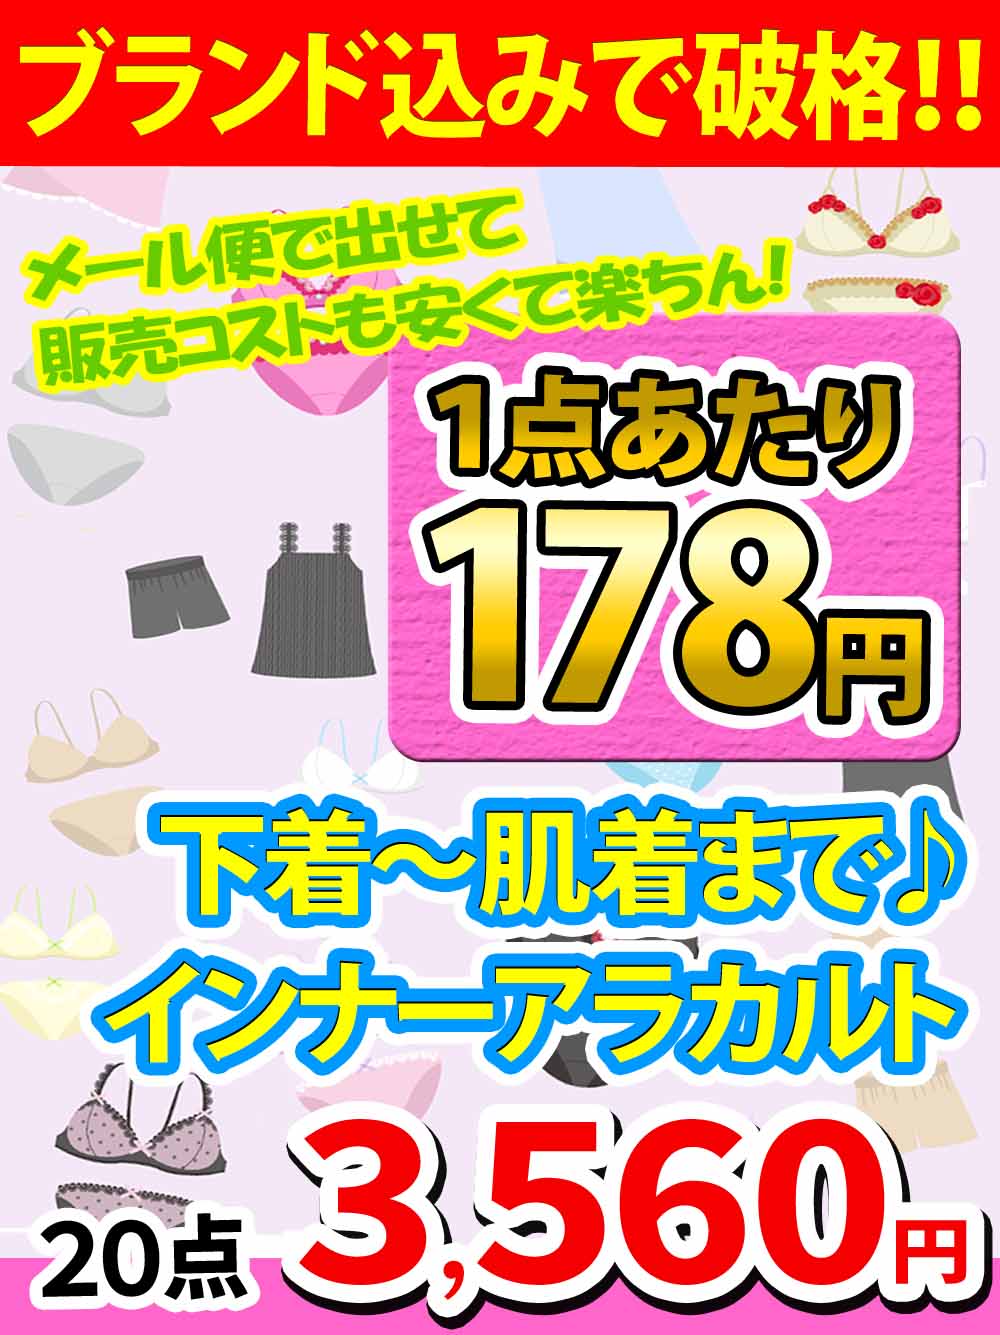 ブランド込みで破格!!
メール便で出せて
販売コストも安くて楽ちん!
1点あたり
178円
下着～肌着まで♪
インナーアラカルト
20点 3,560円